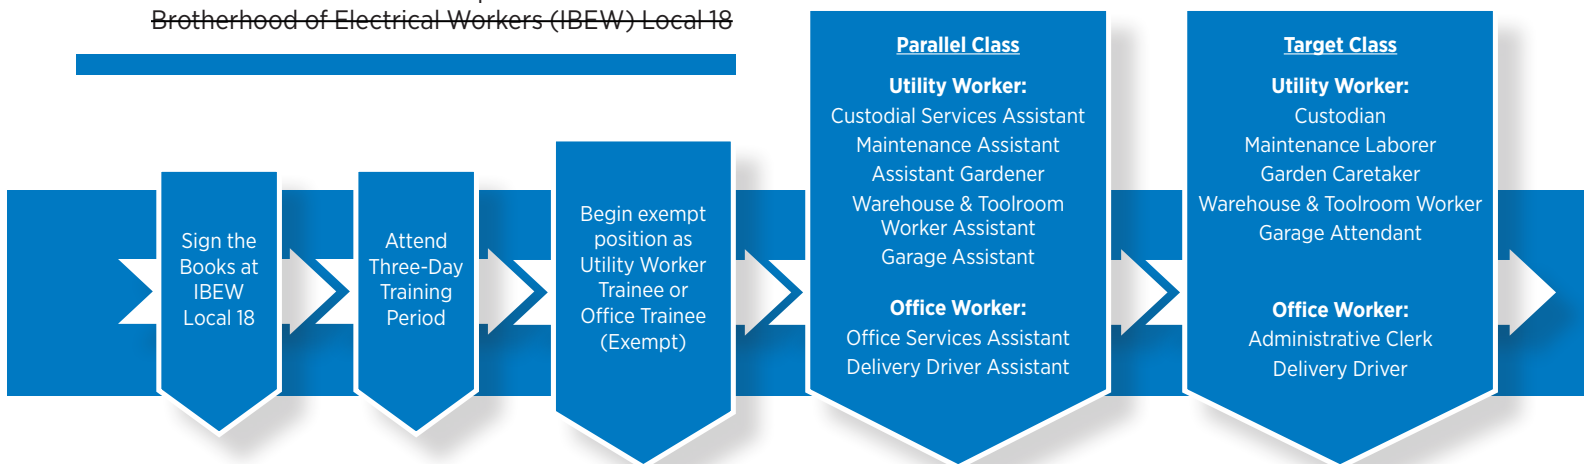 Brotherhood of Electrical Workers (IBEW) Local 18
Sign the
Books at
IBEW
Local 18
Attend
Three-Day
Training
Period
Begin exempt
position as
Utility Worker
Trainee or
Office Trainee
(Exempt)
Parallel Class
Utility Worker:
Custodial Services Assistant
Maintenance Assistant
Assistant Gardener
Warehouse & Toolroom
Worker Assistant
Garage Assistant
Office Worker:
Office Services Assistant
Delivery Driver Assistant
Target Class
Utility Worker:
Custodian
Maintenance Laborer
Garden Caretaker
Warehouse & Toolroom Worker
Garage Attendant
Office Worker:
Administrative Clerk
Delivery Driver